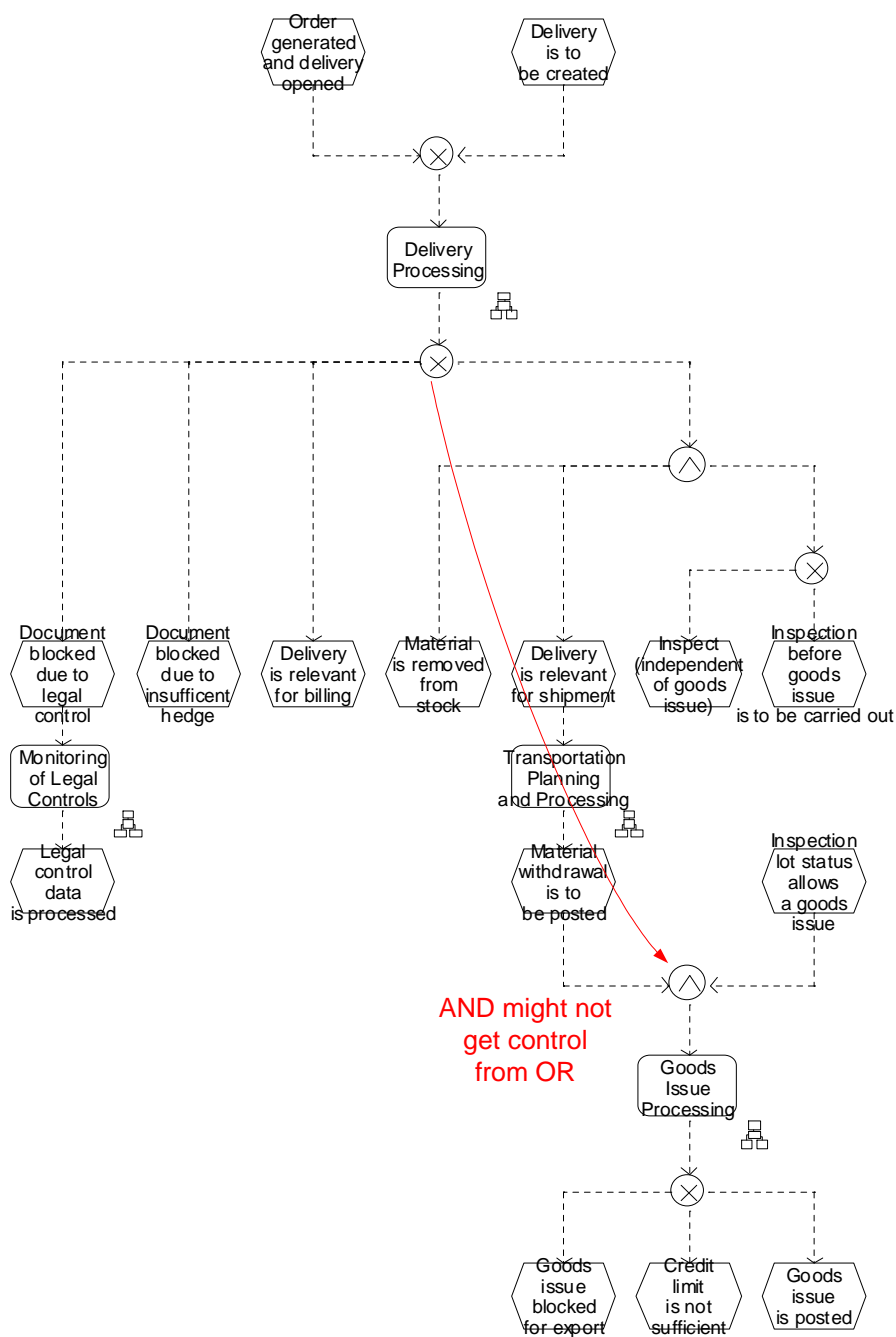 Order
generated
and delivery
opened
Delivery
is to
be created
Delivery
Processing
Document
blocked
due to
legal
control
Document
blocked
due to
insufficent
hedge
Delivery
is relevant
for billing
Material
is removed
from
stock
Delivery
is relevant
for shipment
Inspect
(independent
of goods
issue)
Inspection
before
goods
issue
is to be carried out
Monitoring
of Legal
Controls
Transportation
Planning
and Processing
Legal
control
data
is processed
Material
withdrawal
is to
be posted
Inspection
lot status
allows
a goods
issue
AND might not
get control
from OR
Goods
Issue
Processing
Goods
issue
blocked
for export
Credit
limit
is not
sufficient
Goods
issue
is posted